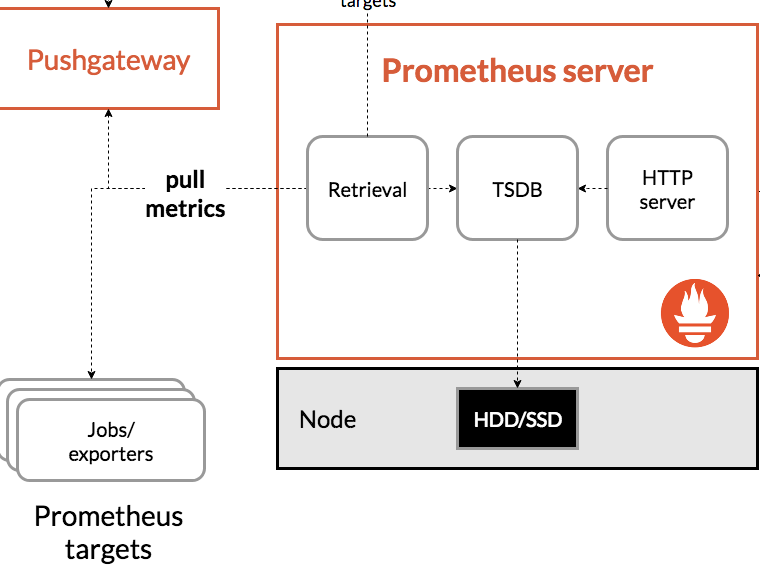 targets
Pushgateway
Prometheus server
pull
metrics
Retrieval
TSDB
HTTP
server
Node
HDD/SSD
Jobs/
exporters
Prometheus
targets